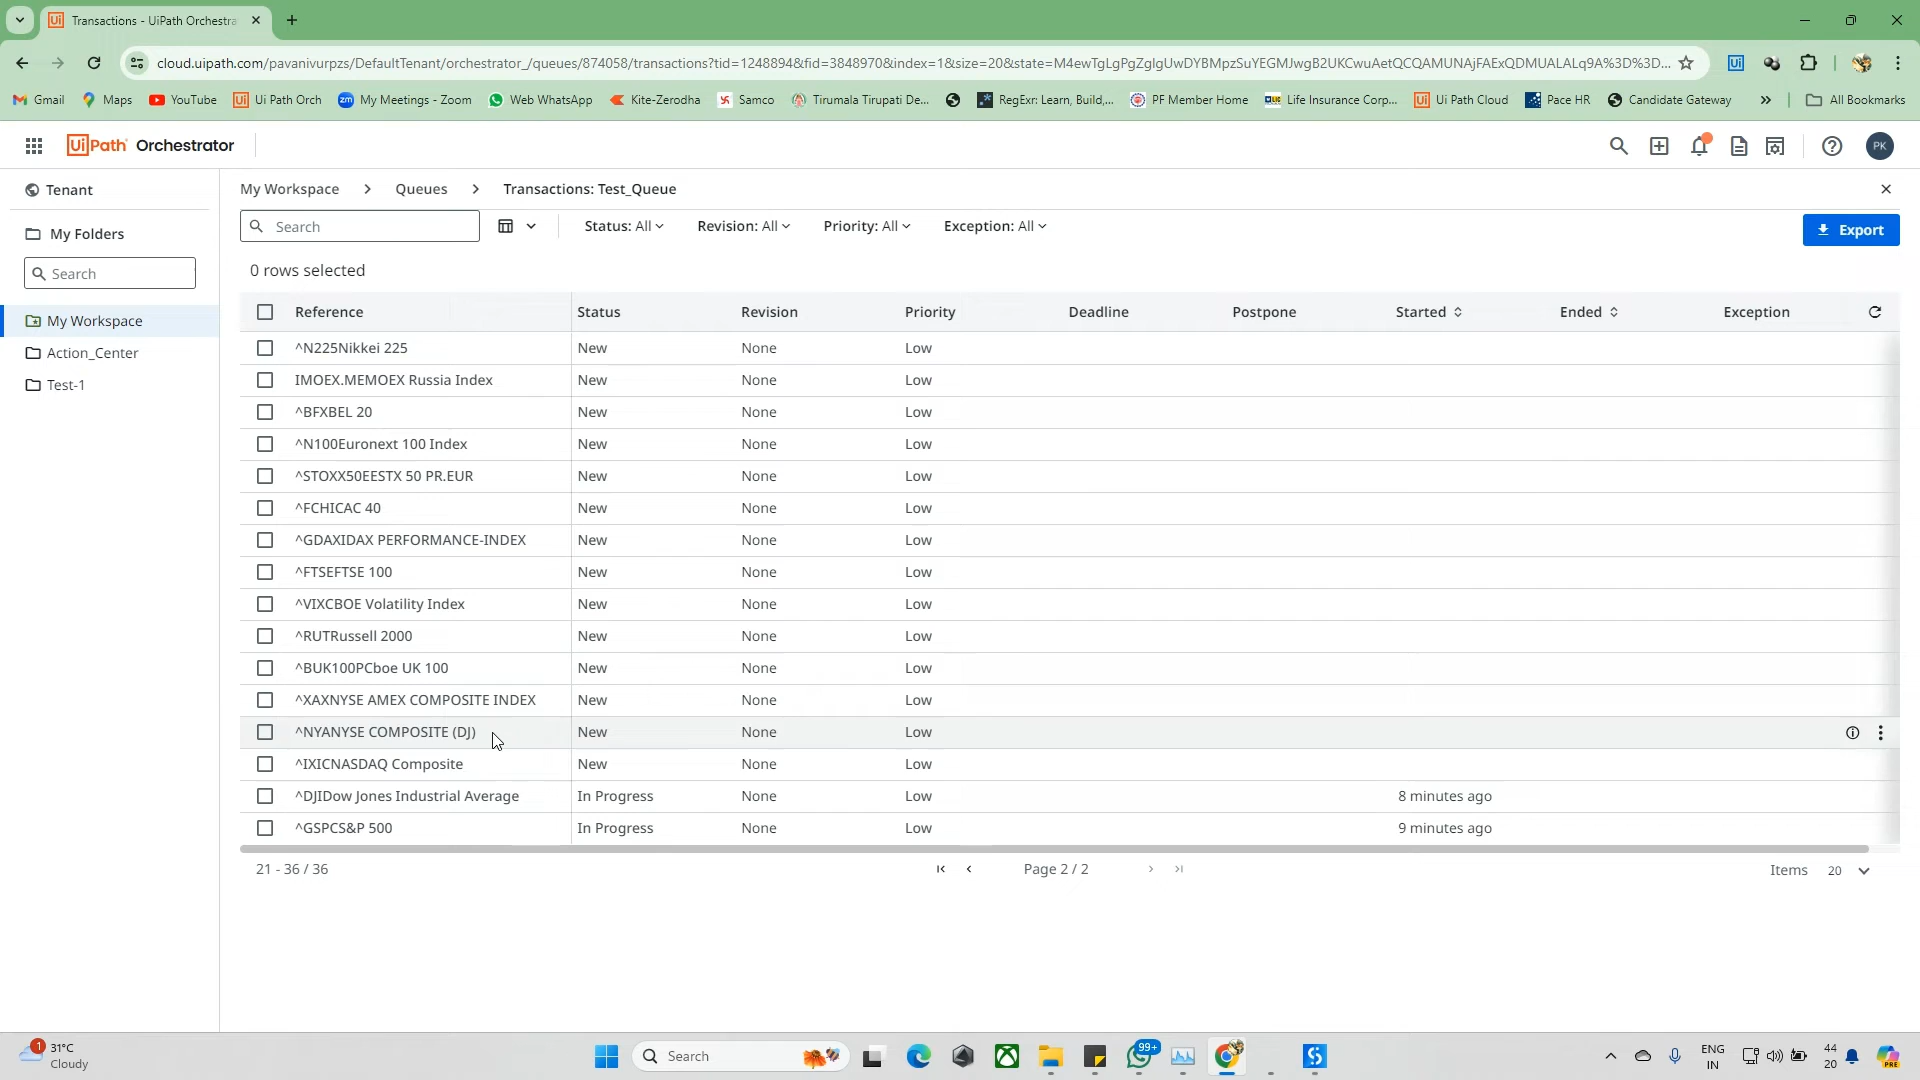 Transactions - UiPath Orchestra
cloud.uipath.com/pavanivurpzs/DefaultTenant/orchestrator_/queues/874058/transactions?tid=1248894&fid=3848970&index=1&size=20&state=M4ewTgLgPgZglgUwDYBMpzSuYEGMJwgB2UKCwuAetQCQAMUNAjFAExQDMUALALq9A%3D%3D...
Gmail Maps YouTube Ui Path Orch My Meetings - Zoom Web WhatsApp Kite-Zerodha Samco Tirumala Tirupati De... RegExr: Learn, Build,... PF Member Home Life Insurance Corp... Ui Path Cloud Pace HR Candidate Gateway » All Bookmarks
UiPath Orchestrator PK
Tenant
My Folders
Search
My Workspace
Action_Center
Test-1
My Workspace > Queues > Transactions: Test_Queue
Search Status: All Revision: All Priority: All Exception: All Export
0 rows selected
Reference Status Revision Priority Deadline Postpone Started Ended Exception
^N225Nikkei 225 New None Low
IMOEX.MEMOEX Russia Index New None Low
^BFXBEL 20 New None Low
^N100Euronext 100 Index New None Low
^STOXX50EESTX 50 PR.EUR New None Low
^FCHICAC 40 New None Low
^GDAXIDAX PERFORMANCE-INDEX New None Low
^FTSEFTSE 100 New None Low
^VIXCBOE Volatility Index New None Low
^RUTRussell 2000 New None Low
^BUK100PCboe UK 100 New None Low
^XAXNYSE AMEX COMPOSITE INDEX New None Low
^NYANYSE COMPOSITE (DJ) New None Low
^IXICNASDAQ Composite New None Low
^DJIDow Jones Industrial Average In Progress None Low 8 minutes ago
^GSPCS&P 500 In Progress None Low 9 minutes ago
21 - 36 / 36 Page 2 / 2 Items 20
1 31°C
Cloudy
Search
99+
ENG
IN
44
20
PRE